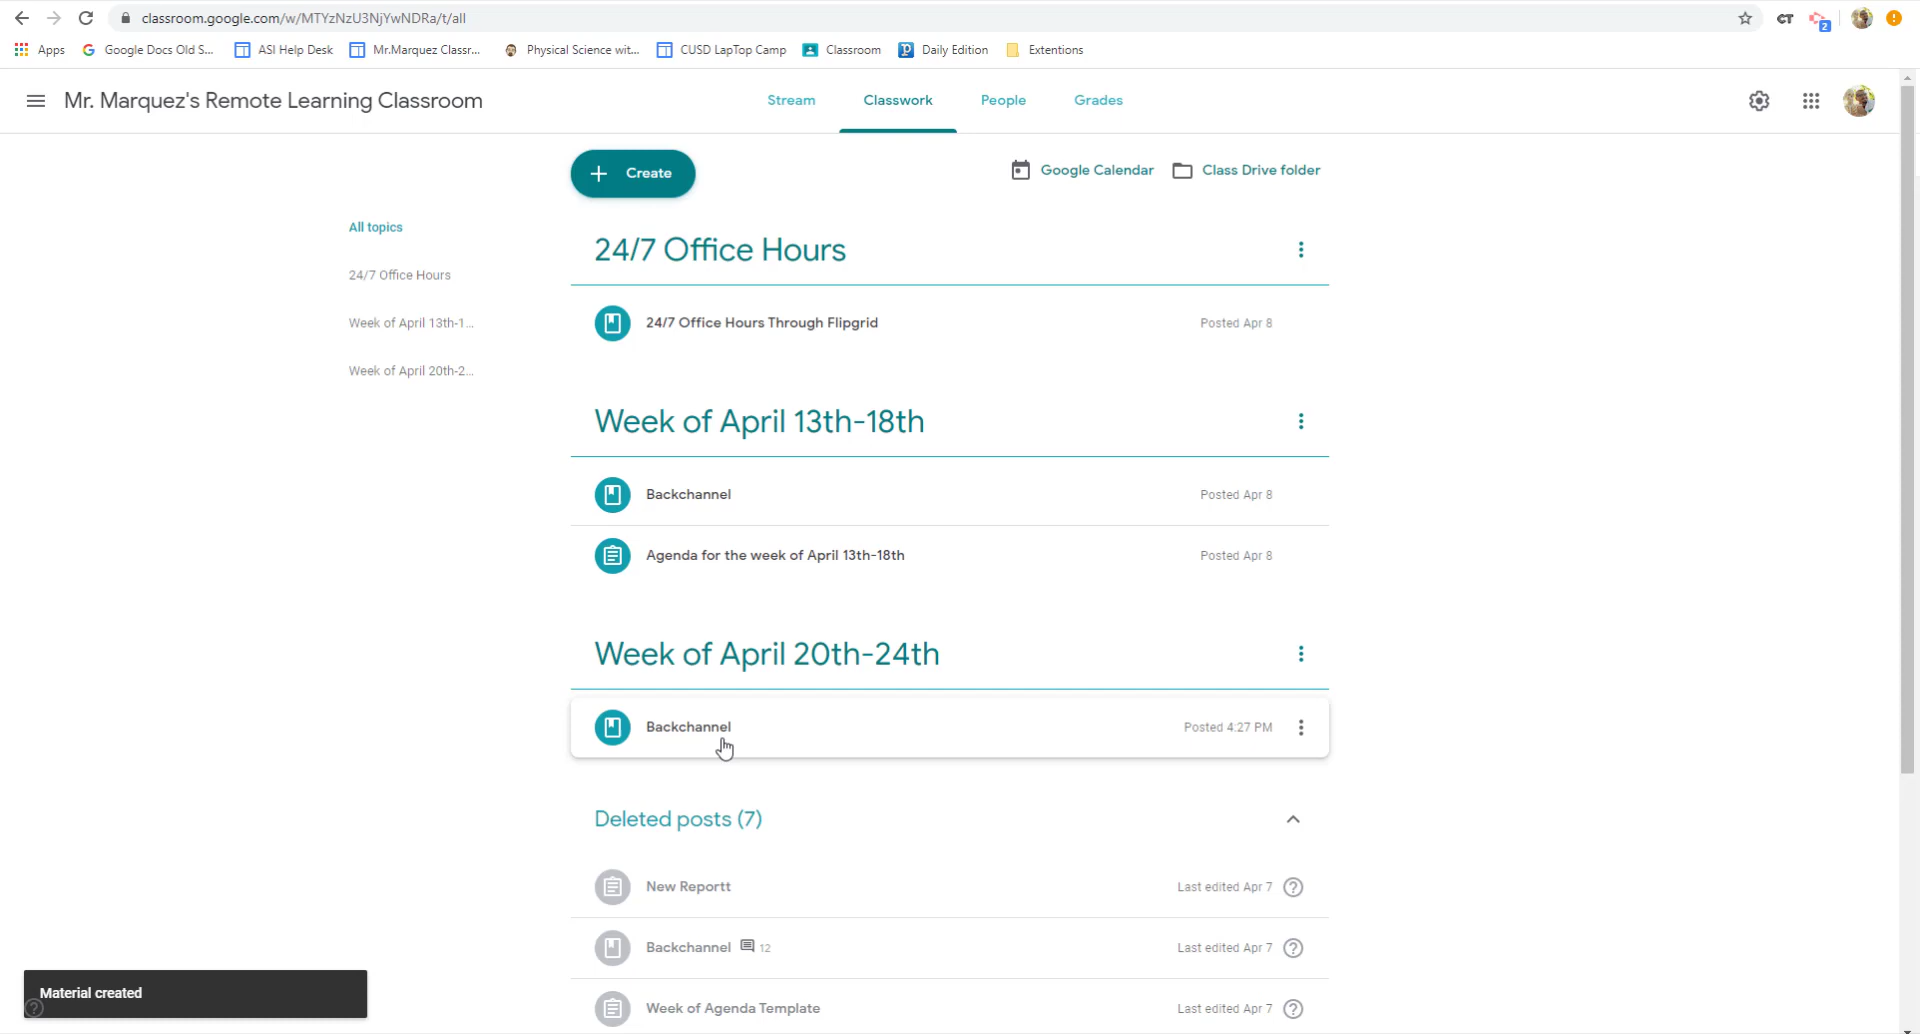 classroom.google.com/w/MTYzNzU3NjYwNDRa/t/all
CT
2
Apps
Google Docs Old S...
ASI Help Desk
Mr.Marquez Classr...
Physical Science wit...
CUSD LapTop Camp
Classroom
Daily Edition
Extentions
Mr. Marquez's Remote Learning Classroom
Stream
Classwork
People
Grades
Create
Google Calendar
Class Drive folder
All topics
24/7 Office Hours
Week of April 13th-1...
Week of April 20th-2...
24/7 Office Hours
24/7 Office Hours Through Flipgrid
Posted Apr 8
Week of April 13th-18th
Backchannel
Posted Apr 8
Agenda for the week of April 13th-18th
Posted Apr 8
Week of April 20th-24th
Backchannel
Posted 4:27 PM
Deleted posts (7)
New Reportt
Last edited Apr 7
Backchannel
12
Last edited Apr 7
Week of Agenda Template
Last edited Apr 7
Material created